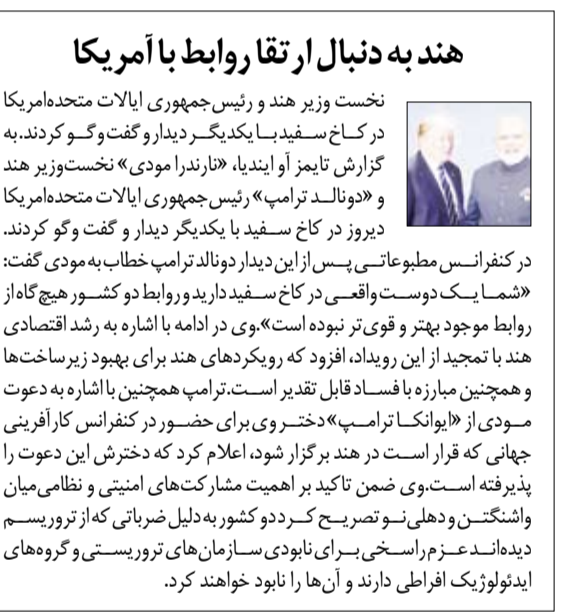 هند به دنبال ارتقا روابط با آمریکا
نخست وزیر هند و رئیس‌جمهوری ایالات متحده‌امریکا
در کاخ سفید با یکدیگر دیدار و گفت‌و‌گو کردند. به
گزارش تایمز آو ایندیا، «نارندرا مودی» نخست‌وزیر هند
و «دونالد ترامپ» رئیس‌جمهوری ایالات متحده‌امریکا
دیروز در کاخ سفید با یکدیگر دیدار و گفت وگو کردند.
در کنفرانس مطبوعاتی پس از این دیدار دونالد ترامپ خطاب به مودی گفت:
«شما یک دوست واقعی در کاخ سفید دارید و روابط دو کشور هیچ گاه از
روابط موجود بهتر و قوی‌تر نبوده است».وی در ادامه با اشاره به رشد اقتصادی
هند با تمجید از این رویداد، افزود که رویکردهای هند برای بهبود زیرساخت‌ها
و همچنین مبارزه با فساد قابل تقدیر است.ترامپ همچنین با اشاره به دعوت
مودی از «ایوانکا ترامپ» دختر وی برای حضور در کنفرانس کارآفرینی
جهانی که قرار است در هند برگزار شود، اعلام کرد که دخترش این دعوت را
پذیرفته است.وی ضمن تاکید بر اهمیت مشارکت‌های امنیتی و نظامی‌میان
واشنگتن و دهلی‌نو تصریح کرد دو کشور به‌دلیل ضرباتی که از تروریسم
دیده‌اند عزم راسخی برای نابودی سازمان‌های تروریستی و گروه‌های
ایدئولوژیک افراطی دارند و آن‌ها را نابود خواهند کرد.